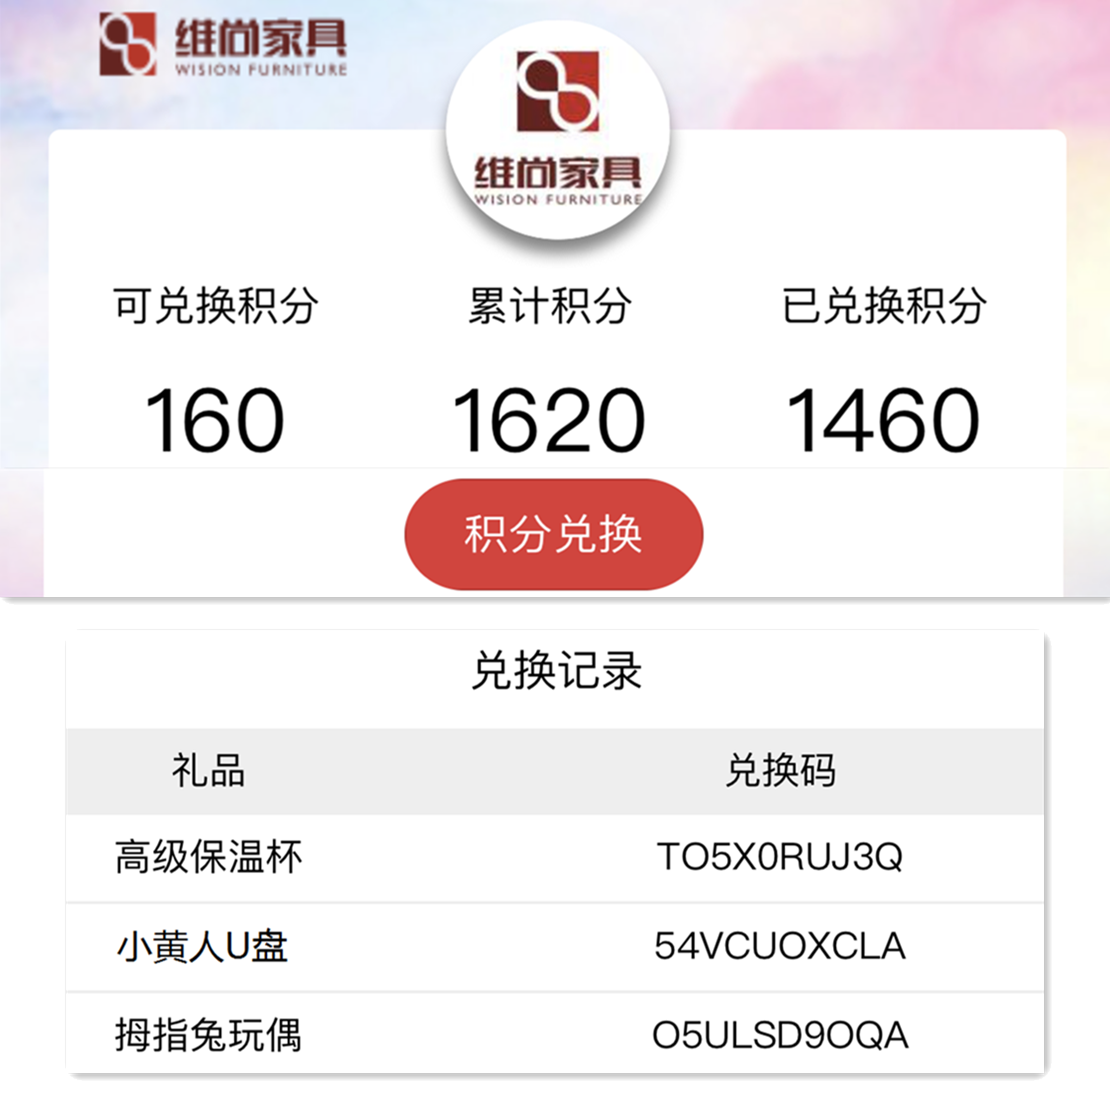 维尚家具
WISION FURNITURE
维尚家具
WISION FURNITURE
可兑换积分 累计积分 已兑换积分
160 1620 1460
积分兑换
兑换记录
礼品 兑换码
高级保温杯 TO5X0RUJ3Q
小黄人U盘 54VCUOXCLA
拇指兔玩偶 O5ULSD9OQA